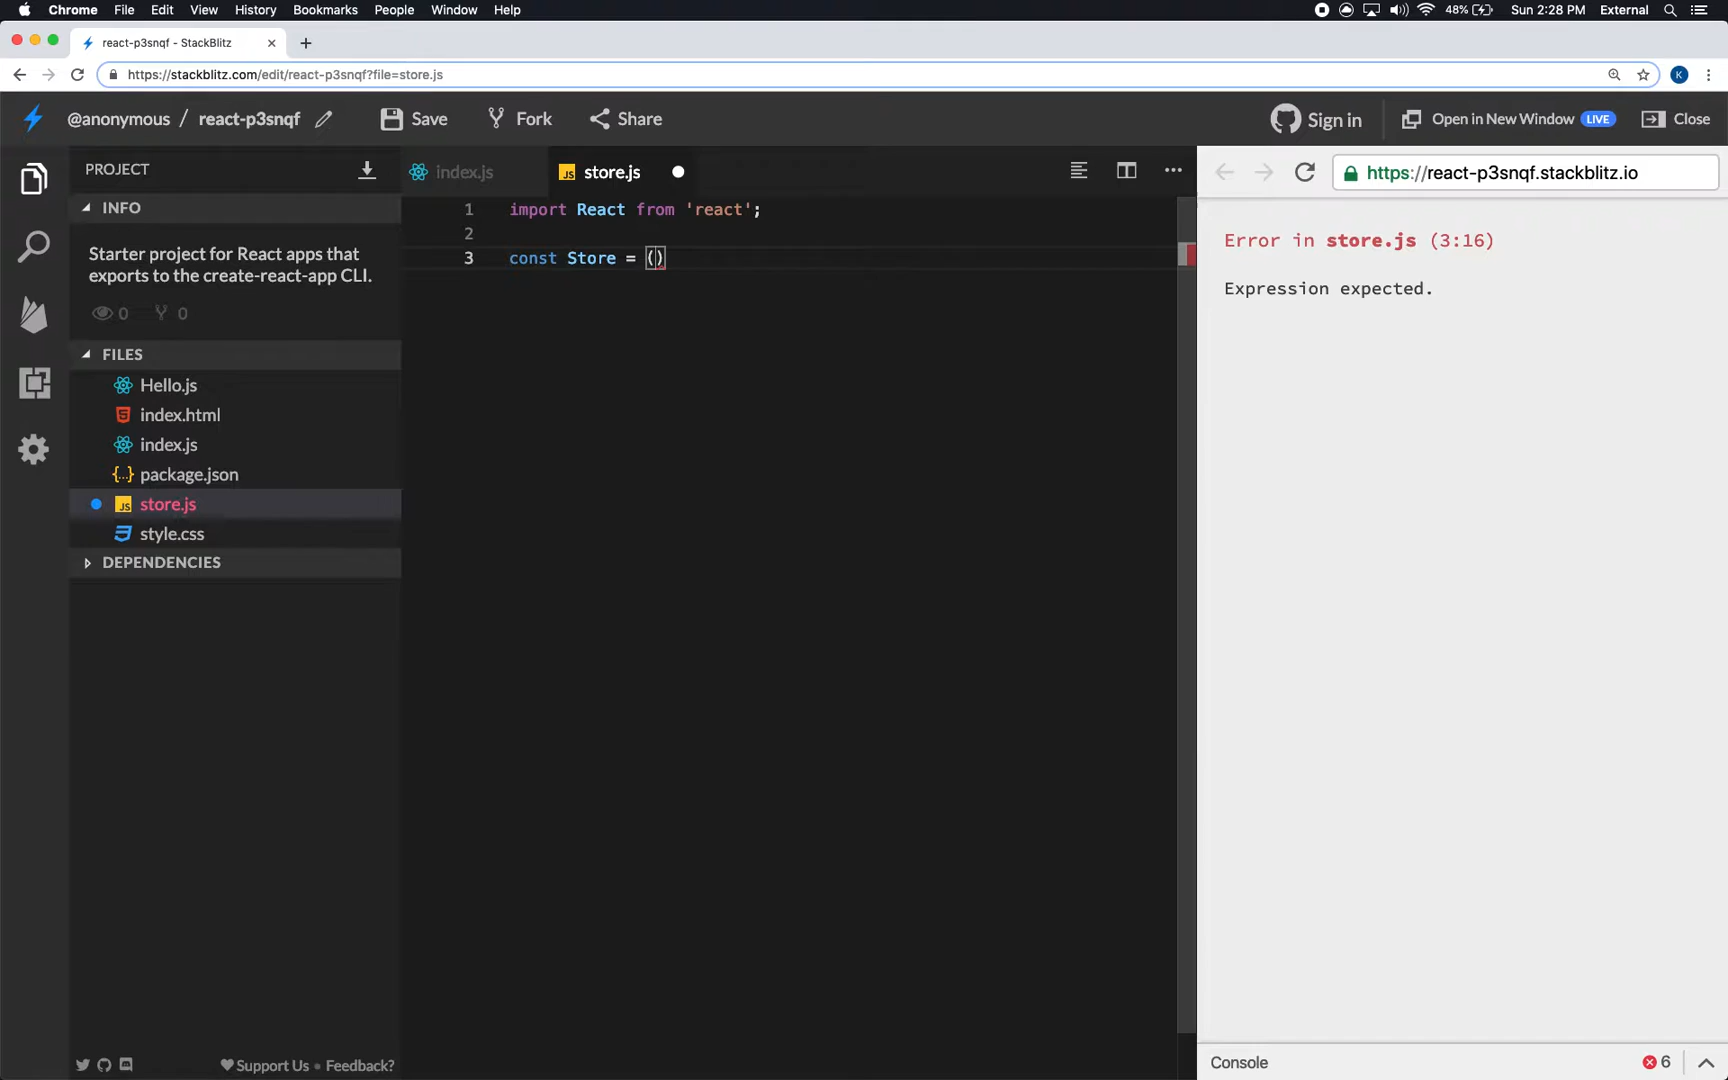 Chrome File Edit View History Bookmarks People Window Help 48% Sun 2:28 PM External
react-p3snqf - StackBlitz
https://stackblitz.com/edit/react-p3snqf?file=store.js K
@anonymous / react-p3snqf Save Fork Share Sign in Open in New Window LIVE Close
PROJECT
INFO
Starter project for React apps that
exports to the create-react-app CLI.
0 0
FILES
Hello.js
index.html
index.js
package.json
store.js
style.css
DEPENDENCIES
Support Us • Feedback?
index.js JS store.js
1 import React from 'react';
2
3 const Store = ()
https://react-p3snqf.stackblitz.io
Error in store.js (3:16)
Expression expected.
Console 6